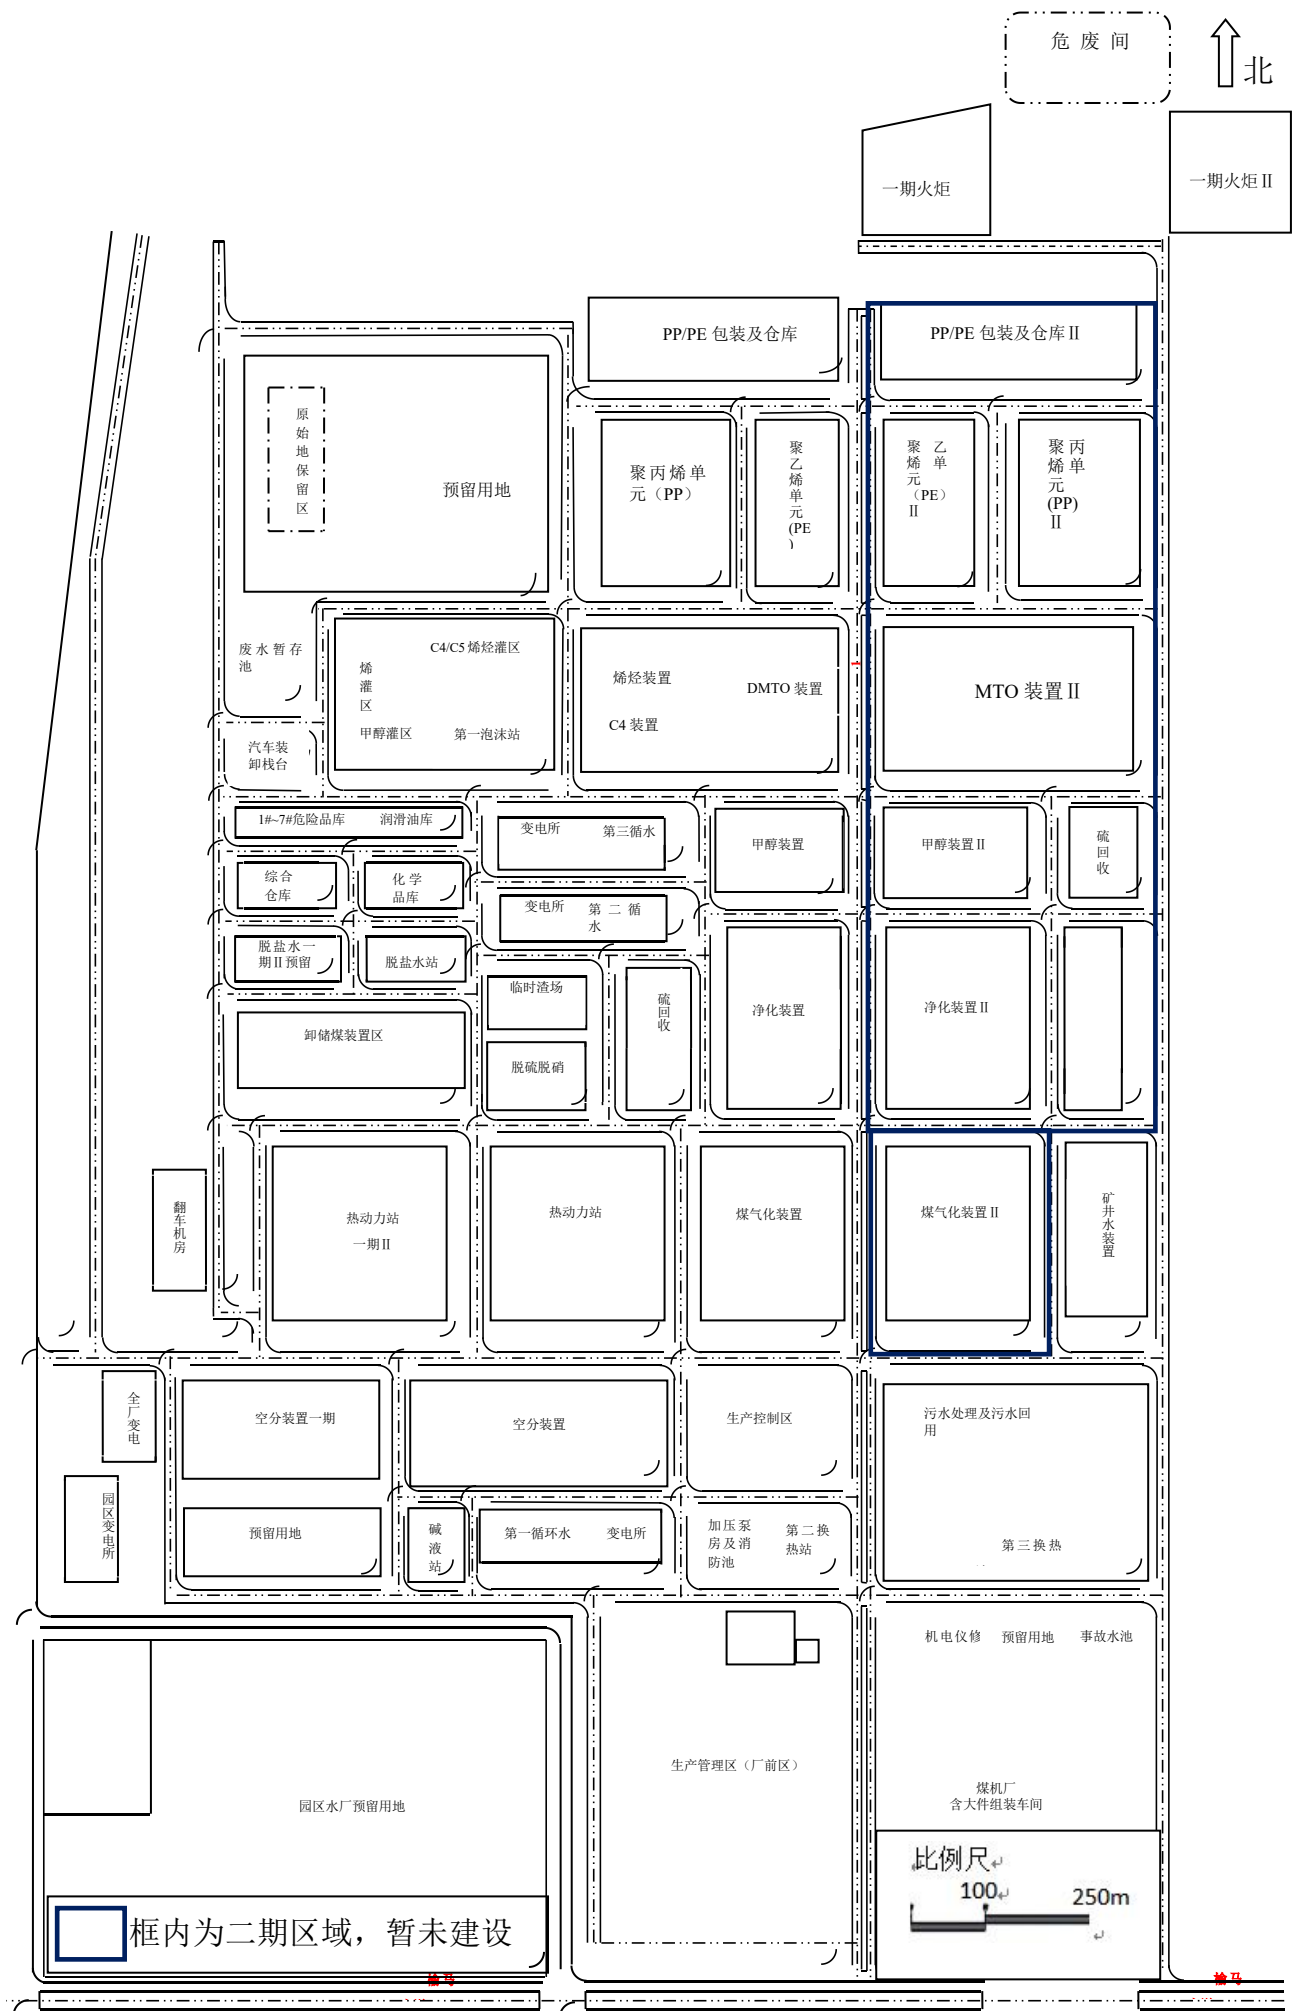 危 废 间
北
一期火炬
一期火炬Ⅱ
PP/PE 包装及仓库
PP/PE 包装及仓库Ⅱ
原始地保留区
预留用地
聚丙烯单
元（PP）
聚乙烯单元(PE
)
聚 乙
烯 单
元
（PE）
Ⅱ
聚 丙
烯 单
元
(PP)
Ⅱ
废水暂存
池
C4/C5 烯烃灌区
烯灌区
甲醇灌区
第一泡沫站
烯烃装置
DMTO 装置
C4 装置
MTO 装置Ⅱ
汽车装
卸栈台
1#~7#危险品库
润滑油库
变电所
第三循水
甲醇装置
甲醇装置Ⅱ
硫回收
综合
仓库
化学
品库
变电所
第二循
水
脱盐水一
期Ⅱ预留
脱盐水站
临时渣场
硫回收
净化装置
净化装置Ⅱ
卸储煤装置区
脱硫脱硝
翻车机房
热动力站
一期Ⅱ
热动力站
煤气化装置
煤气化装置Ⅱ
矿井水装置
全厂变电
空分装置一期
空分装置
生产控制区
污水处理及污水回
用
园区变电所
预留用地
碱液站
第一循环水
变电所
加压泵
房及消
防池
第二换
热站
第三换热
机电仪修
预留用地
事故水池
生产管理区（厂前区）
煤机厂
含大件组装车间
园区水厂预留用地
比例尺
100
250m
框内为二期区域，暂未建设
榆马
榆马